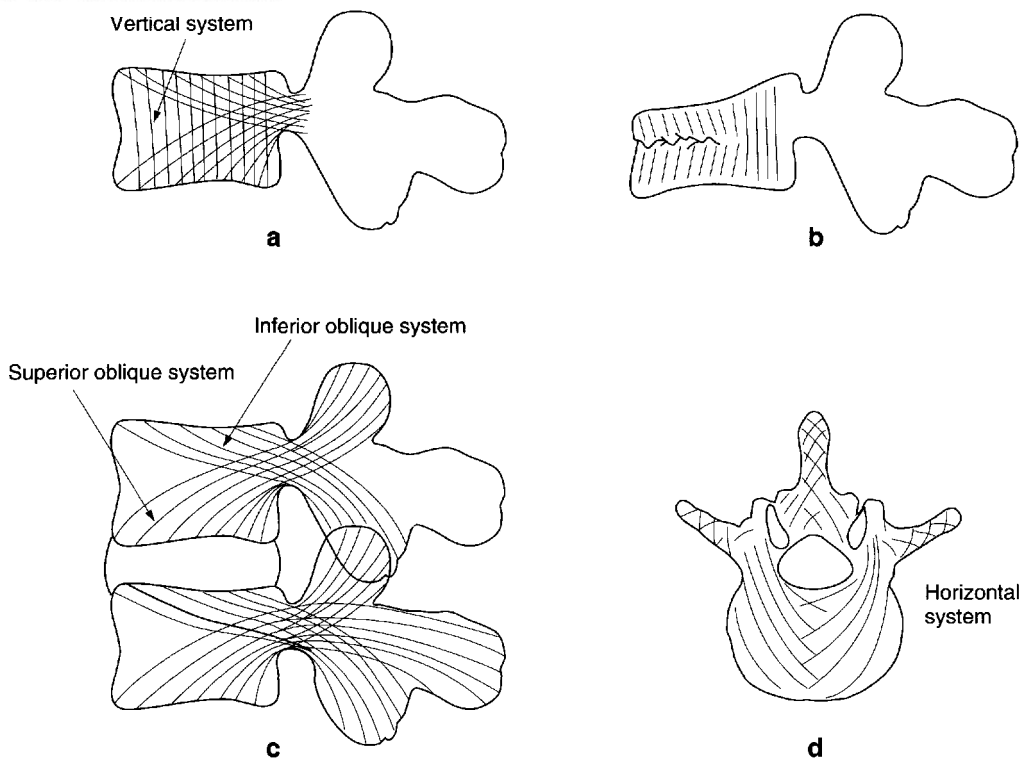 Vertical system
a
b
Inferior oblique system
Superior oblique system
Horizontal
system
c
d